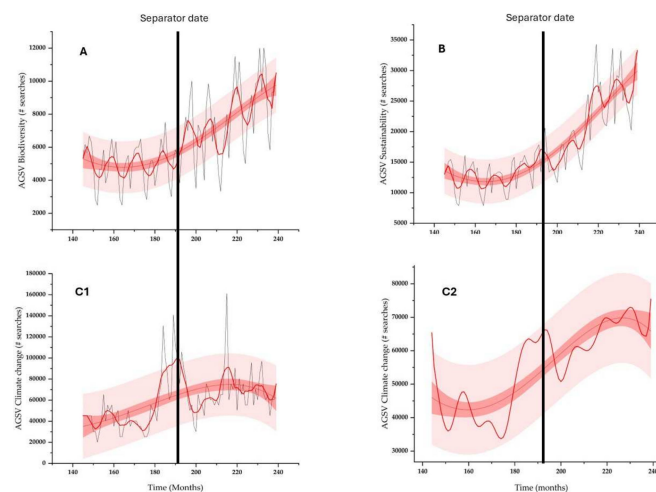 Separator date
Separator date
A
AGSV Biodiversity (# searches)
12000
10000
8000
6000
4000
2000
140 160 180 200 220 240
B
AGSV Sustainability (# searches)
35000
30000
25000
20000
15000
10000
5000
140 160 180 200 220 240
C1
AGSV Climate change (# searches)
180000
160000
140000
120000
100000
80000
60000
40000
20000
0
140 160 180 200 220 240
Time (Months)
C2
AGSV Climate change (# searches)
70000
60000
50000
40000
30000
140 160 180 200 220 240
Time (months)